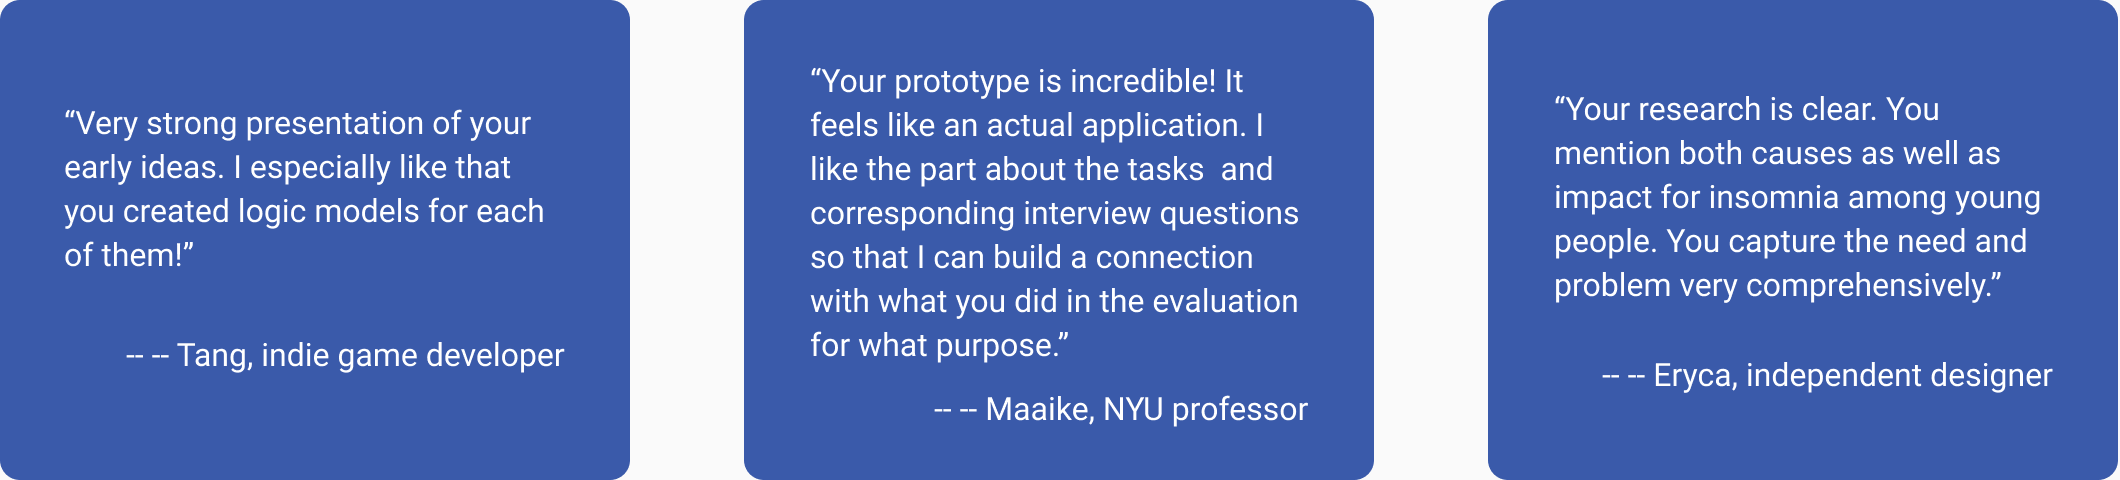 “Very strong presentation of your
early ideas. I especially like that
you created logic models for each
of them!”
-- -- Tang, indie game developer
“Your prototype is incredible! It
feels like an actual application. I
like the part about the tasks  and
corresponding interview questions
so that I can build a connection
with what you did in the evaluation
for what purpose.”
-- -- Maaike, NYU professor
“Your research is clear. You
mention both causes as well as
impact for insomnia among young
people. You capture the need and
problem very comprehensively.”
-- -- Eryca, independent designer